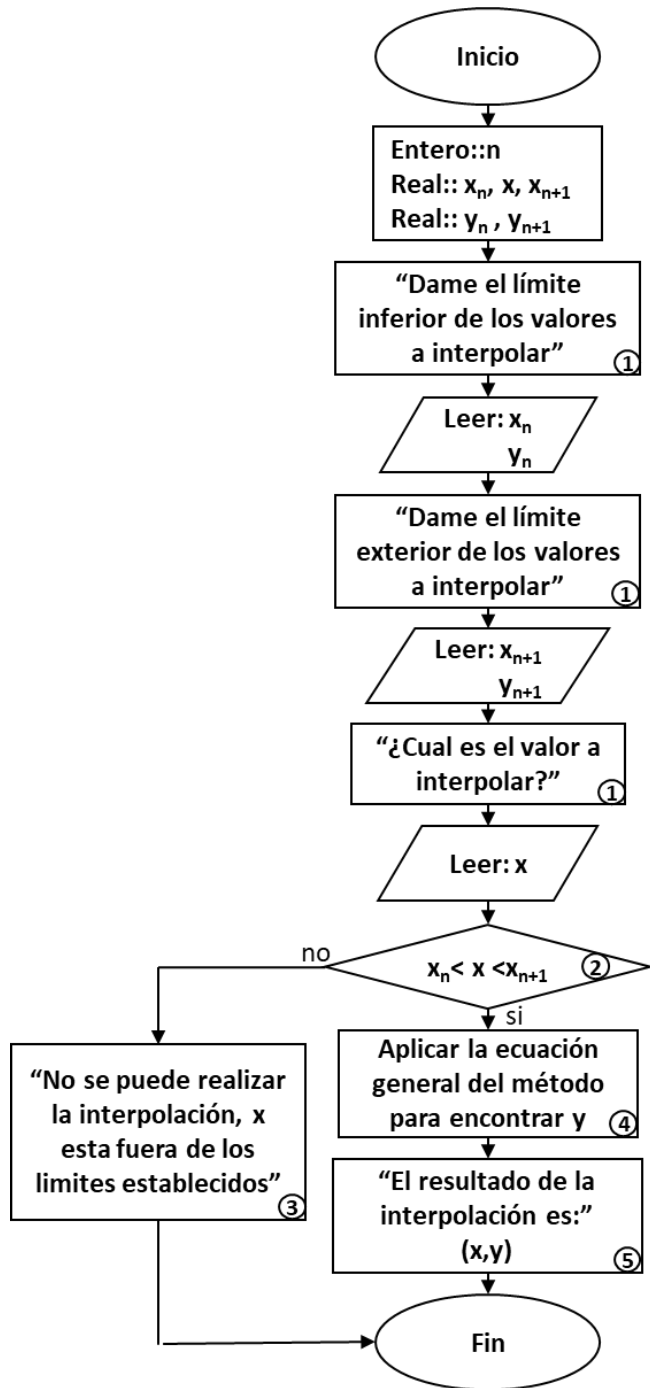 Inicio
Entero::n
Real:: xₙ, x, xₙ₊₁
Real:: yₙ , yₙ₊₁
“Dame el límite
inferior de los valores
a interpolar”
①
Leer: xₙ
yₙ
“Dame el límite
exterior de los valores
a interpolar”
①
Leer: xₙ₊₁
yₙ₊₁
“¿Cual es el valor a
interpolar?”
①
Leer: x
no
xₙ< x <xₙ₊₁
②
si
“No se puede realizar
la interpolación, x
esta fuera de los
limites establecidos”
③
Aplicar la ecuación
general del método
para encontrar y
④
“El resultado de la
interpolación es:”
(x,y)
⑤
Fin